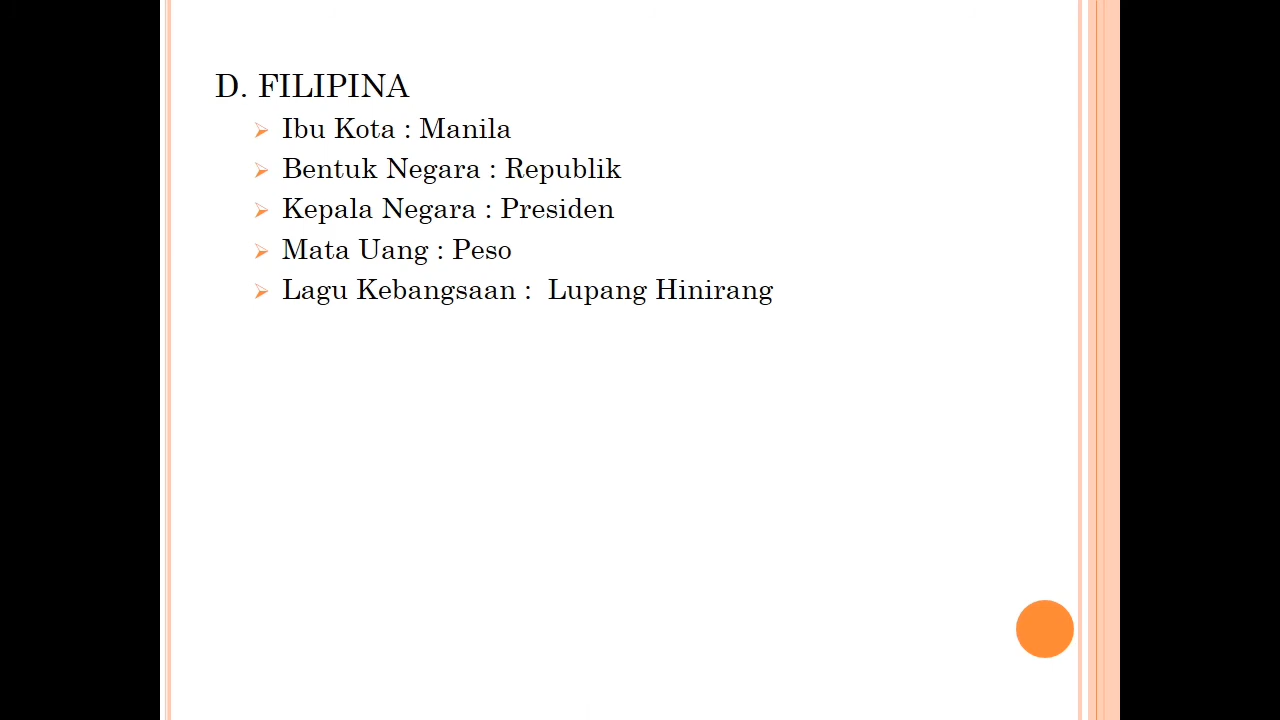 D. FILIPINA
Ibu Kota : Manila
Bentuk Negara : Republik
Kepala Negara : Presiden
Mata Uang : Peso
Lagu Kebangsaan :  Lupang Hinirang